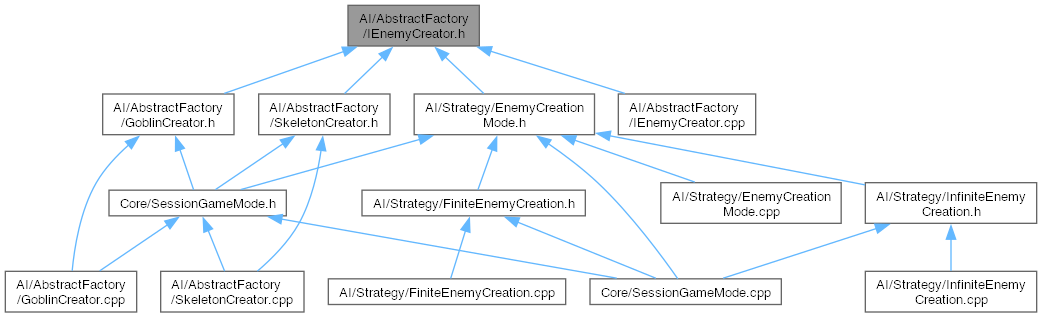 AI/AbstractFactory
/IEnemyCreator.h
AI/AbstractFactory
/GoblinCreator.h
AI/AbstractFactory
/SkeletonCreator.h
AI/Strategy/EnemyCreation
Mode.h
AI/AbstractFactory
/IEnemyCreator.cpp
Core/SessionGameMode.h
AI/Strategy/FiniteEnemyCreation.h
AI/Strategy/EnemyCreation
Mode.cpp
AI/Strategy/InfiniteEnemy
Creation.h
AI/AbstractFactory
/GoblinCreator.cpp
AI/AbstractFactory
/SkeletonCreator.cpp
AI/Strategy/FiniteEnemyCreation.cpp
Core/SessionGameMode.cpp
AI/Strategy/InfiniteEnemy
Creation.cpp